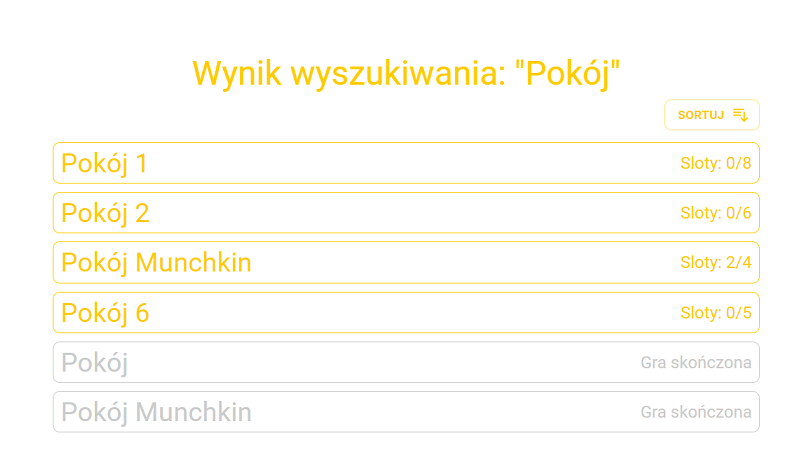 Wynik wyszukiwania: "Pokój"
SORTUJ
Pokój 1 Sloty: 0/8
Pokój 2 Sloty: 0/6
Pokój Munchkin Sloty: 2/4
Pokój 6 Sloty: 0/5
Pokój Gra skończona
Pokój Munchkin Gra skończona